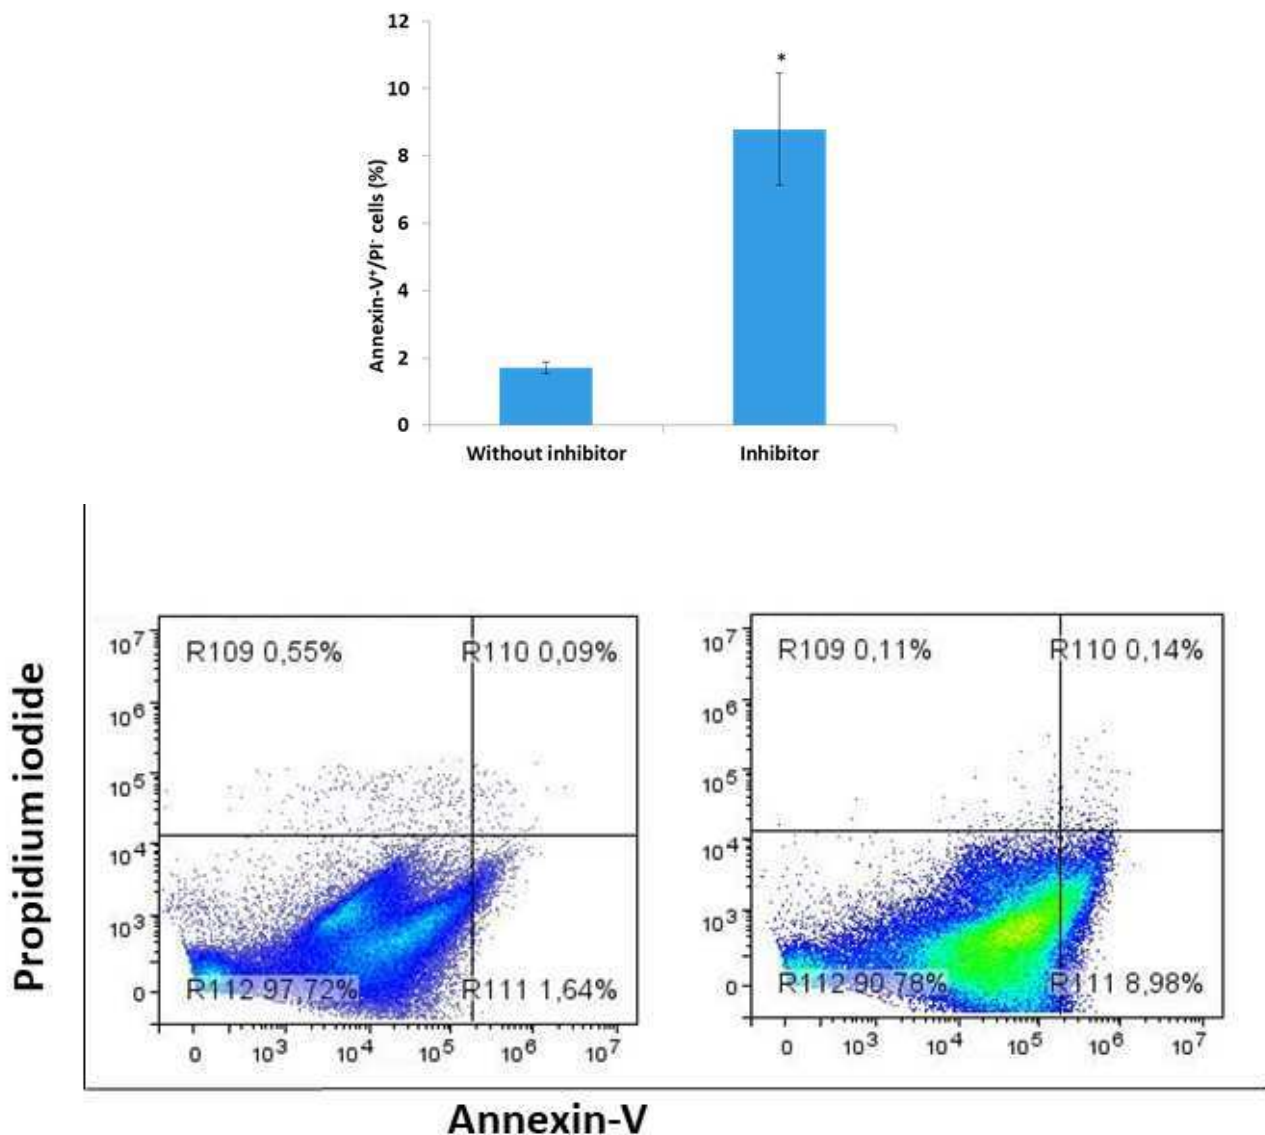 12
10
8
6
4
2
0
Annexin-V⁺/PI⁻ cells (%)
*
Without inhibitor
Inhibitor
Propidium iodide
10⁷
10⁶
10⁵
10⁴
10³
0
R109 0,55%
R110 0,09%
R112 97,72%
R111 1,64%
0
10³
10⁴
10⁵
10⁶
10⁷
10⁷
10⁶
10⁵
10⁴
10³
0
R109 0,11%
R110 0,14%
R112 90,78%
R111 8,98%
0
10³
10⁴
10⁵
10⁶
10⁷
Annexin-V